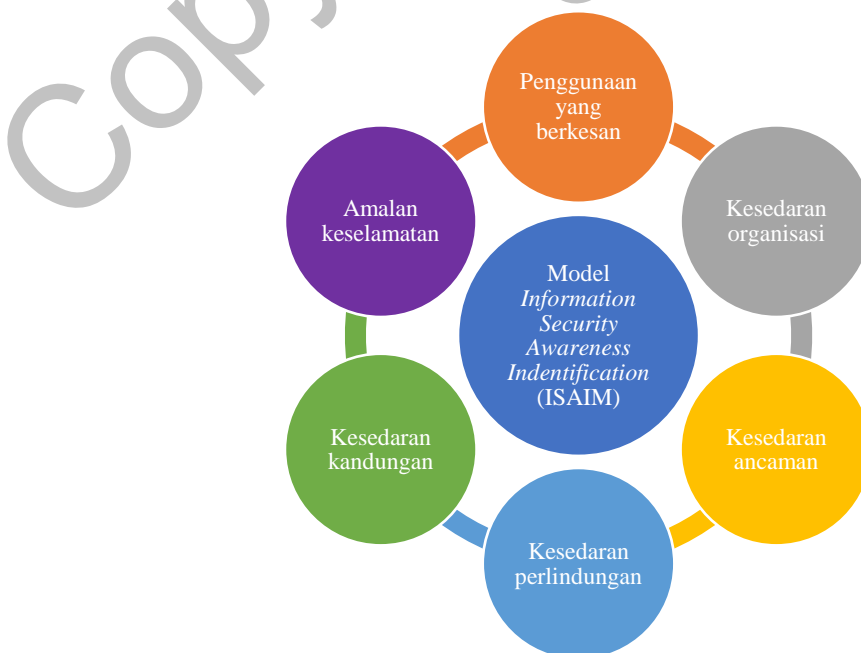 Copy
Penggunaan
yang
berkesan
Amalan
keselamatan
Kesedaran
organisasi
Model
Information
Security
Awareness
Indentification
(ISAIM)
Kesedaran
kandungan
Kesedaran
ancaman
Kesedaran
perlindungan